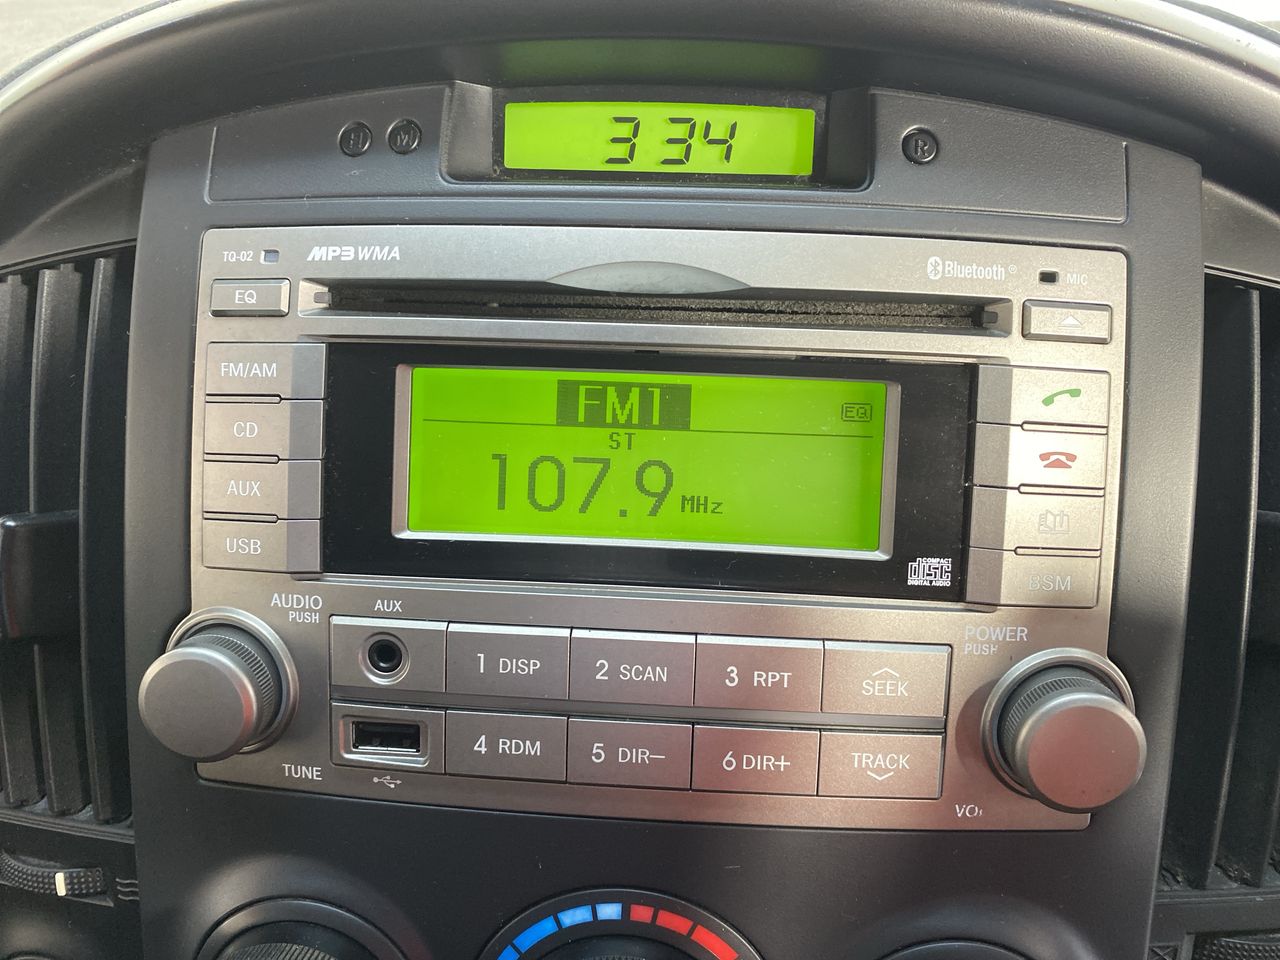 H M 3 34 R
TQ-02 MP3 WMA Bluetooth® MIC
EQ
FM/AM
CD
AUX
USB
FM1 EQ
ST
107.9 MHz
COMPACT
disc
DIGITAL AUDIO
BSM
AUDIO
PUSH
AUX
POWER
PUSH
1 DISP 2 SCAN 3 RPT SEEK
4 RDM 5 DIR− 6 DIR+ TRACK
TUNE